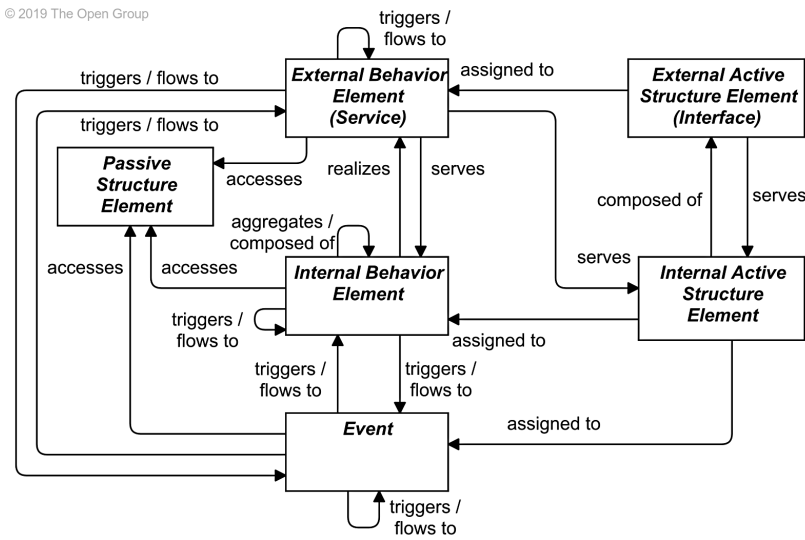 © 2019 The Open Group
triggers /
flows to
triggers / flows to
External Behavior
Element
(Service)
assigned to
External Active
Structure Element
(Interface)
triggers / flows to
Passive
Structure
Element
accesses
realizes
serves
composed of
serves
aggregates /
composed of
accesses
accesses
Internal Behavior
Element
serves
Internal Active
Structure
Element
triggers /
flows to
assigned to
triggers /
flows to
triggers /
flows to
Event
assigned to
triggers /
flows to